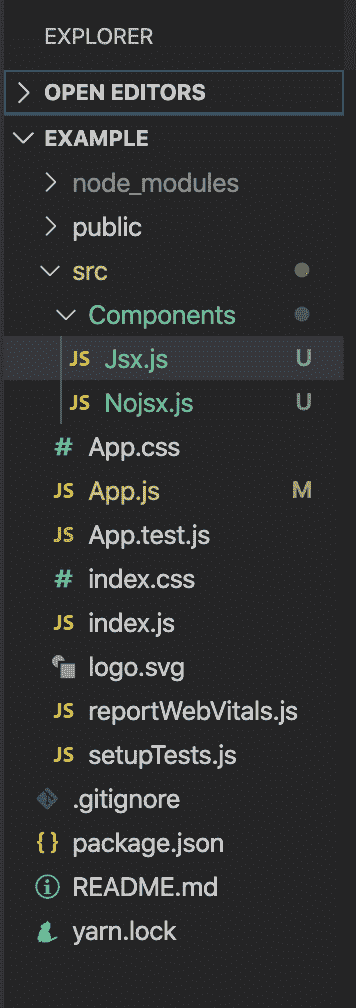 EXPLORER
OPEN EDITORS
EXAMPLE
node_modules
public
src
Components
JS Jsx.js U
JS Nojsx.js U
# App.css
JS App.js M
JS App.test.js
# index.css
JS index.js
logo.svg
JS reportWebVitals.js
JS setupTests.js
.gitignore
{} package.json
README.md
yarn.lock